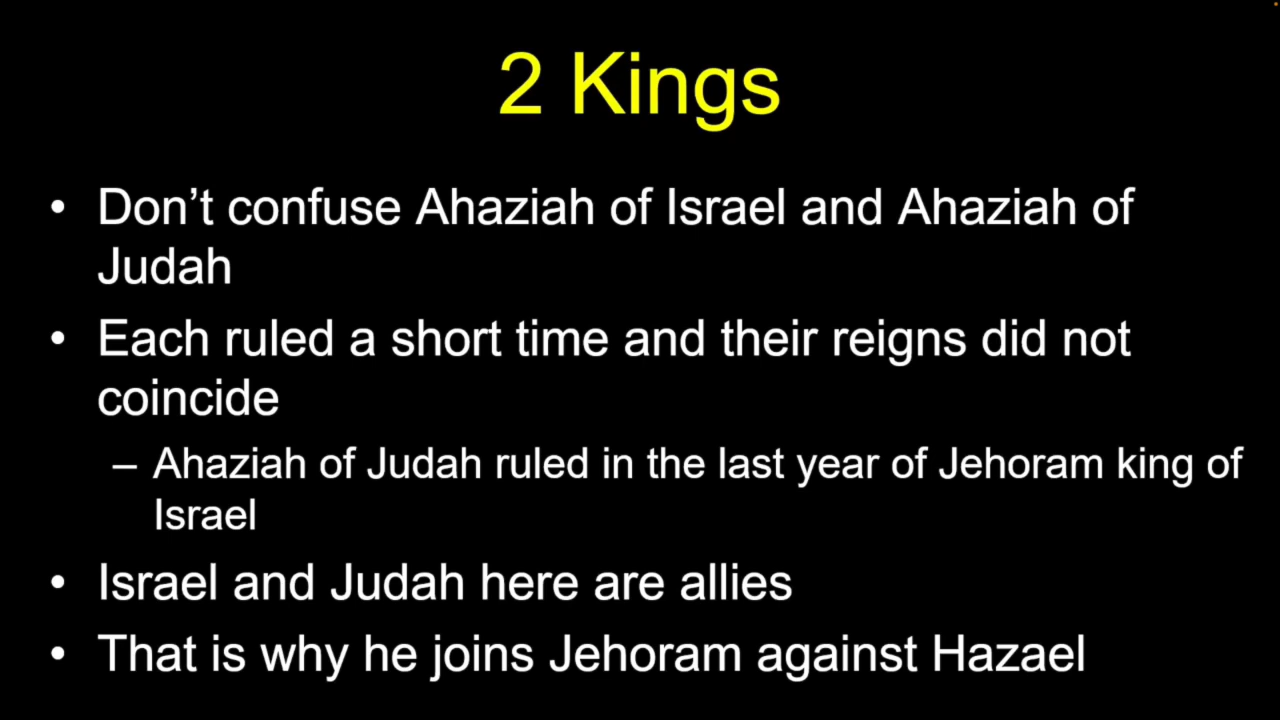 2 Kings
• Don’t confuse Ahaziah of Israel and Ahaziah of
Judah
• Each ruled a short time and their reigns did not
coincide
– Ahaziah of Judah ruled in the last year of Jehoram king of
Israel
• Israel and Judah here are allies
• That is why he joins Jehoram against Hazael